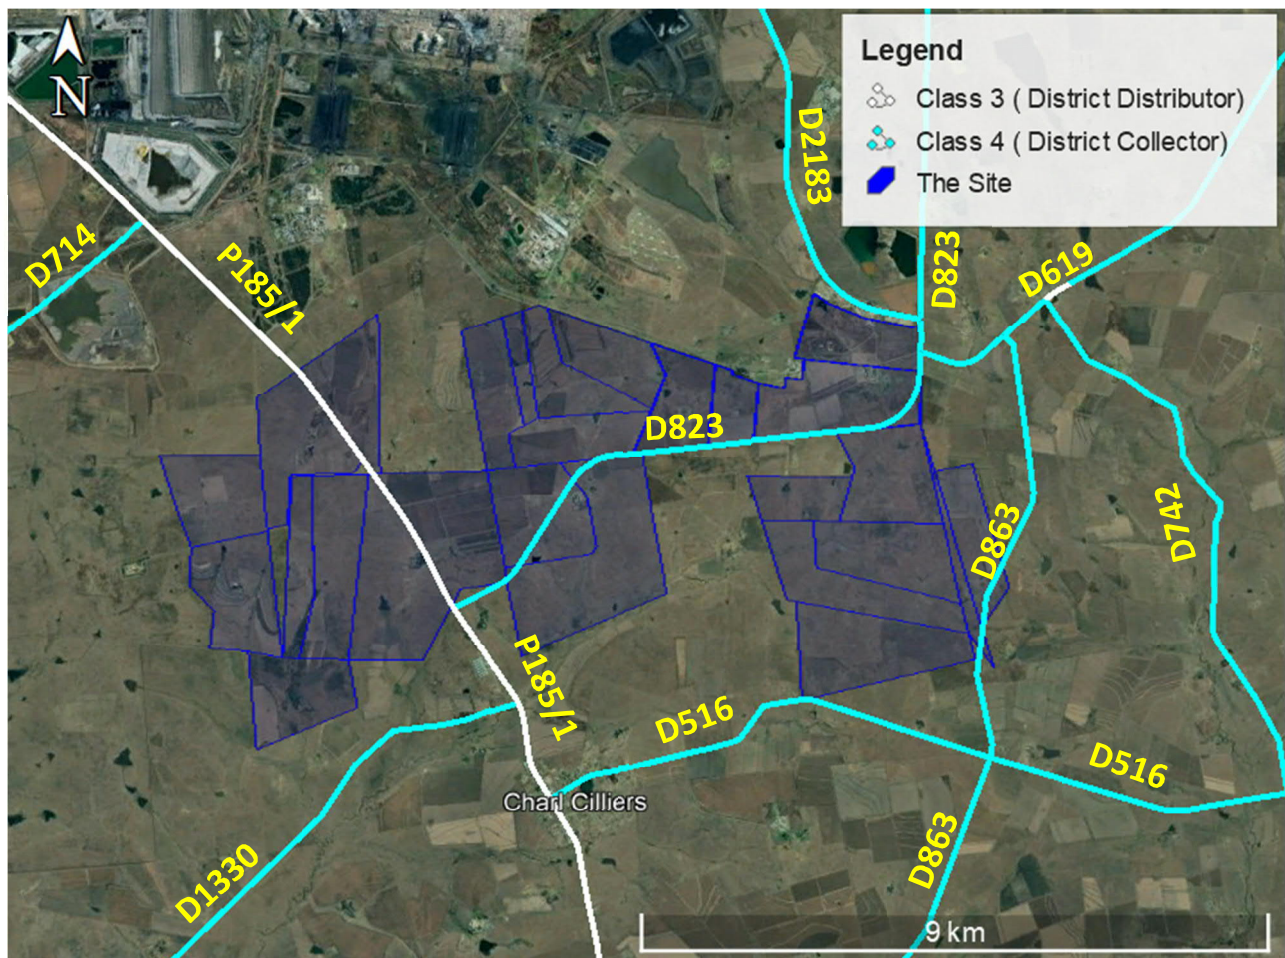 N
Legend
Class 3 ( District Distributor)
Class 4 ( District Collector)
The Site
D2183
D714
P185/1
D823
D619
D823
D863
D742
P185/1
D516
D516
Charl Cilliers
D863
D1330
9 km